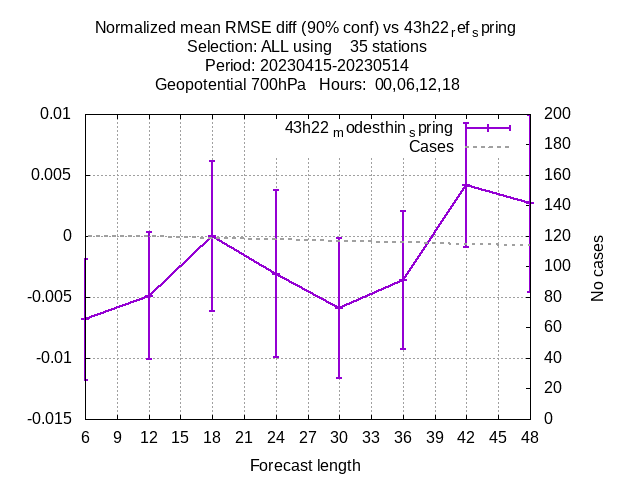 Normalized mean RMSE diff (90% conf) vs 43h22refspring
Selection: ALL using    35 stations
Period: 20230415-20230514
Geopotential 700hPa   Hours:  00,06,12,18
0.01 200
43h22modesthinspring
180
Cases
0.005 160
140
0 120
100
-0.005 80
60
-0.01 40
20
-0.015 0
6 9 12 15 18 21 24 27 30 33 36 39 42 45 48
Forecast length
No cases